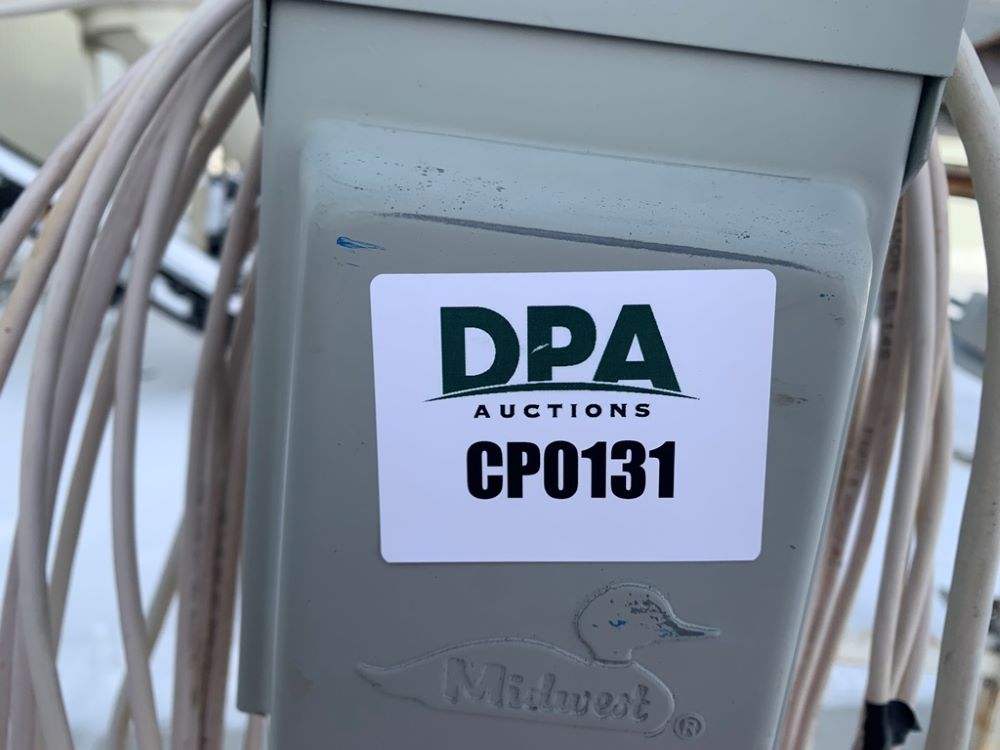 DPA
AUCTIONS
CP0131
Midwest
®